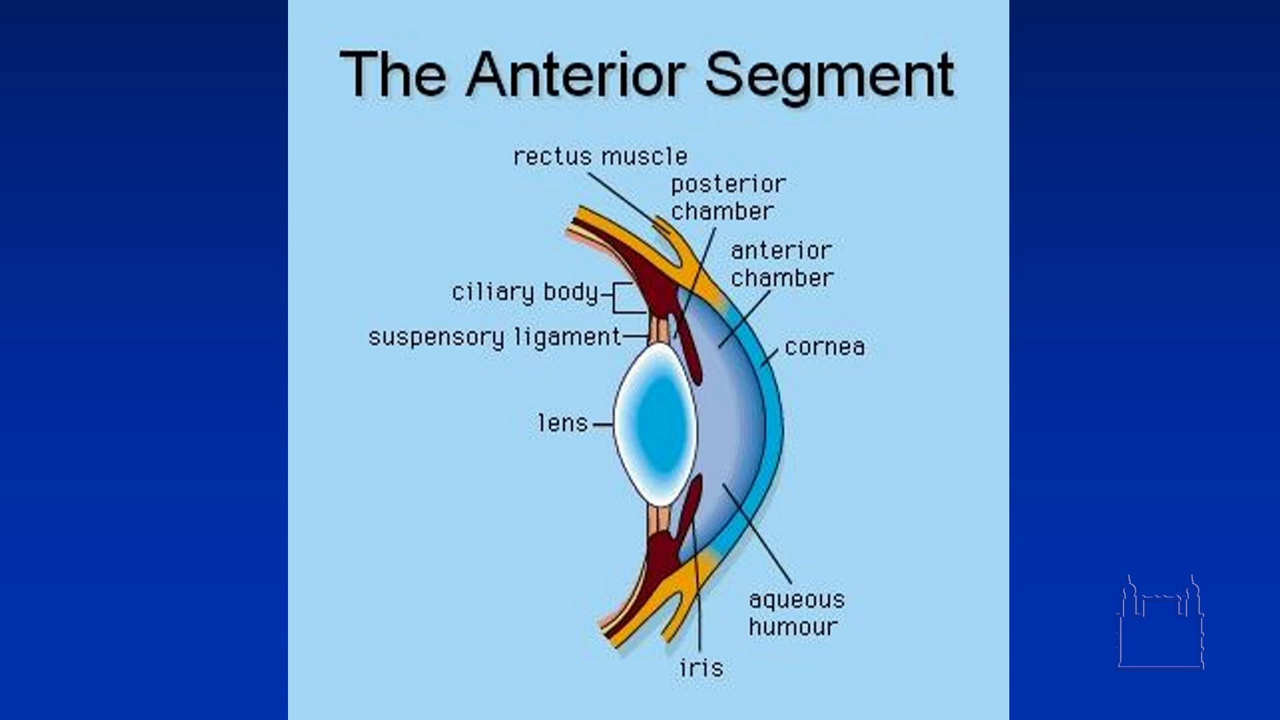 The Anterior Segment
rectus muscle
posterior
chamber
anterior
chamber
ciliary body
suspensory ligament
cornea
lens
aqueous
humour
iris